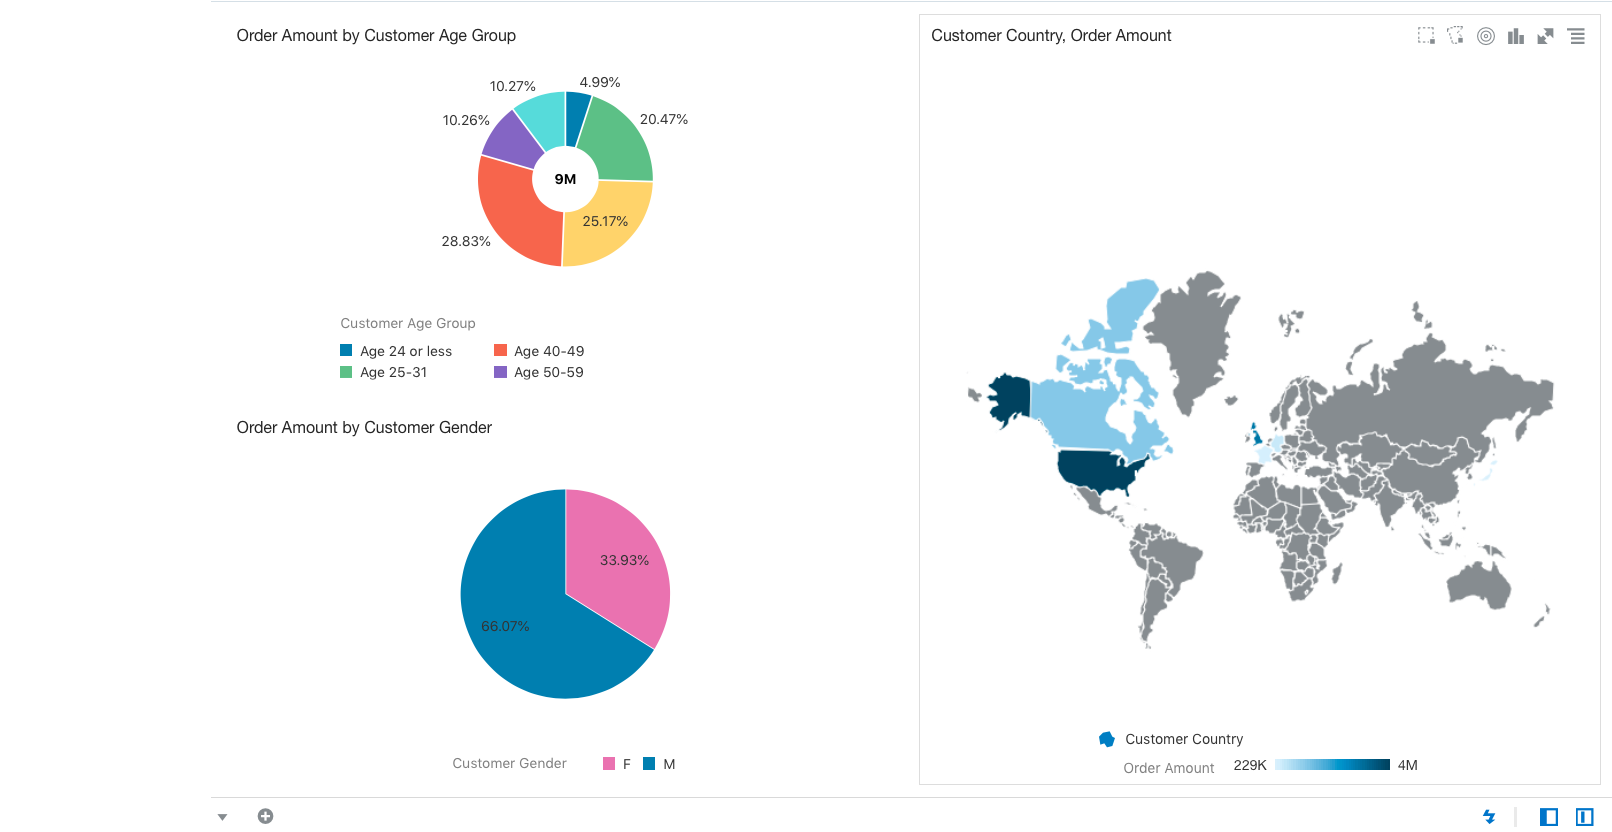 Order Amount by Customer Age Group
10.27%
4.99%
10.26%
20.47%
9M
25.17%
28.83%
Customer Age Group
Age 24 or less
Age 40-49
Age 25-31
Age 50-59
Order Amount by Customer Gender
33.93%
66.07%
Customer Gender
F
M
Customer Country, Order Amount
Customer Country
Order Amount
229K
4M